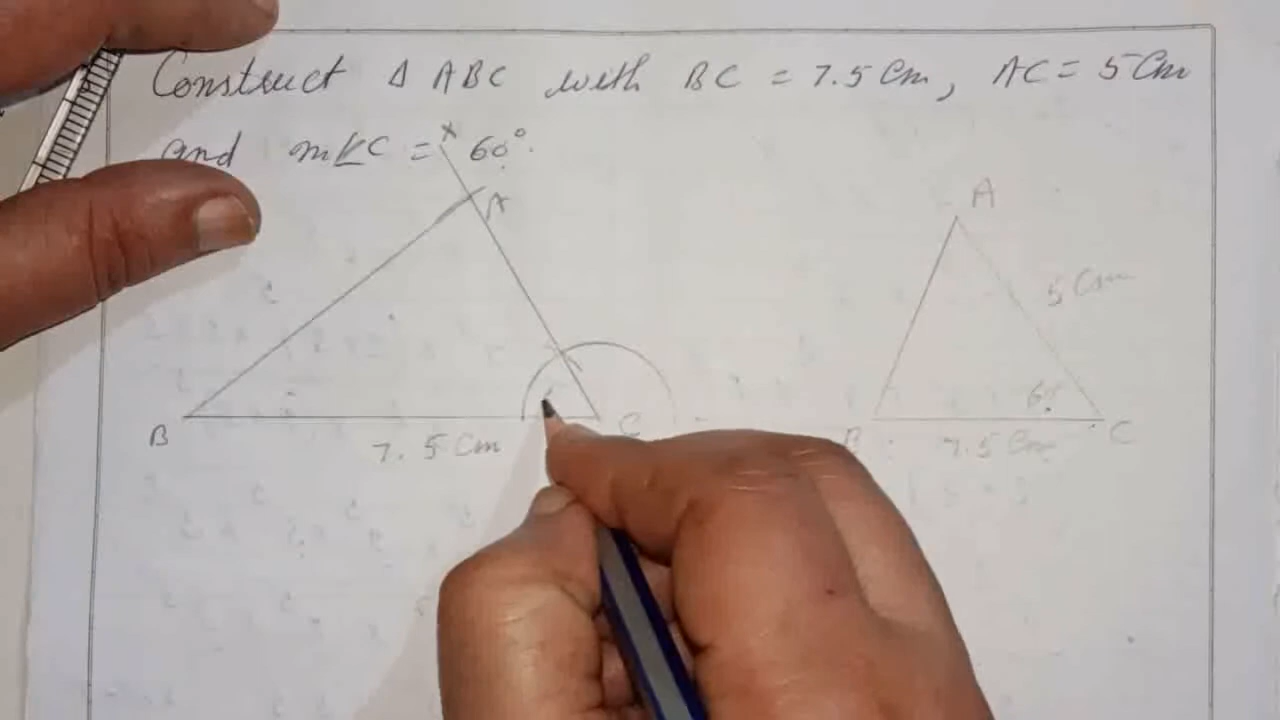 Construct Δ ABC with BC = 7.5 Cm, AC = 5 Cm
and m∠C = 60°.
X
A
A
5 Cm
B
7.5 Cm
C
B
7.5 Cm
C